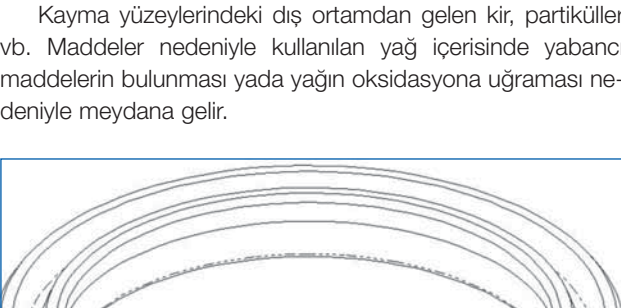 Kayma yüzeylerindeki dış ortamdan gelen kir, partiküller
vb. Maddeler nedeniyle kullanılan yağ içerisinde yabancı
maddelerin bulunması yada yağın oksidasyona uğraması ne-
deniyle meydana gelir.